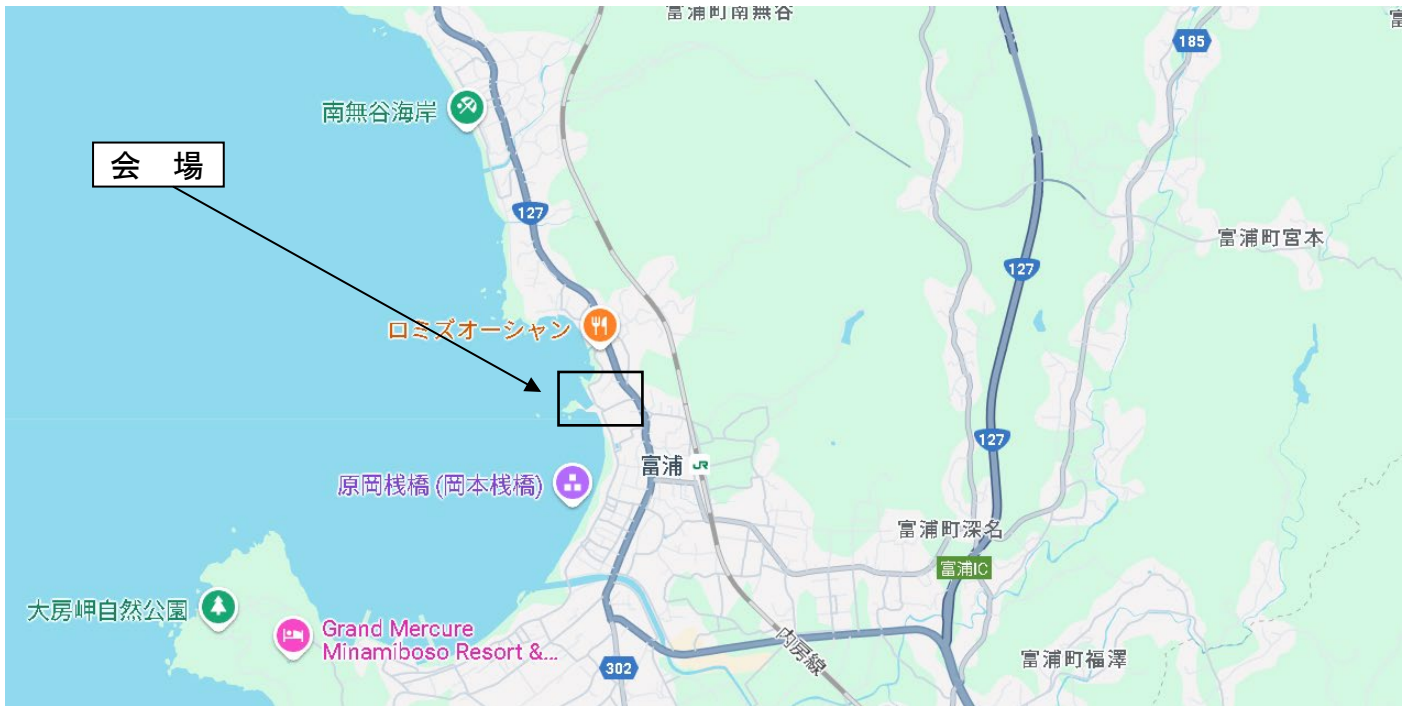 富浦町南無谷
富
185
南無谷海岸
会 場
127
富浦町宮本
127
ロミズオーシャン
127
富浦
JR
原岡桟橋 (岡本桟橋)
富浦町深名
富浦IC
大房岬自然公園
Grand Mercure
Minamiboso Resort &...
内房線
302
富浦町福澤